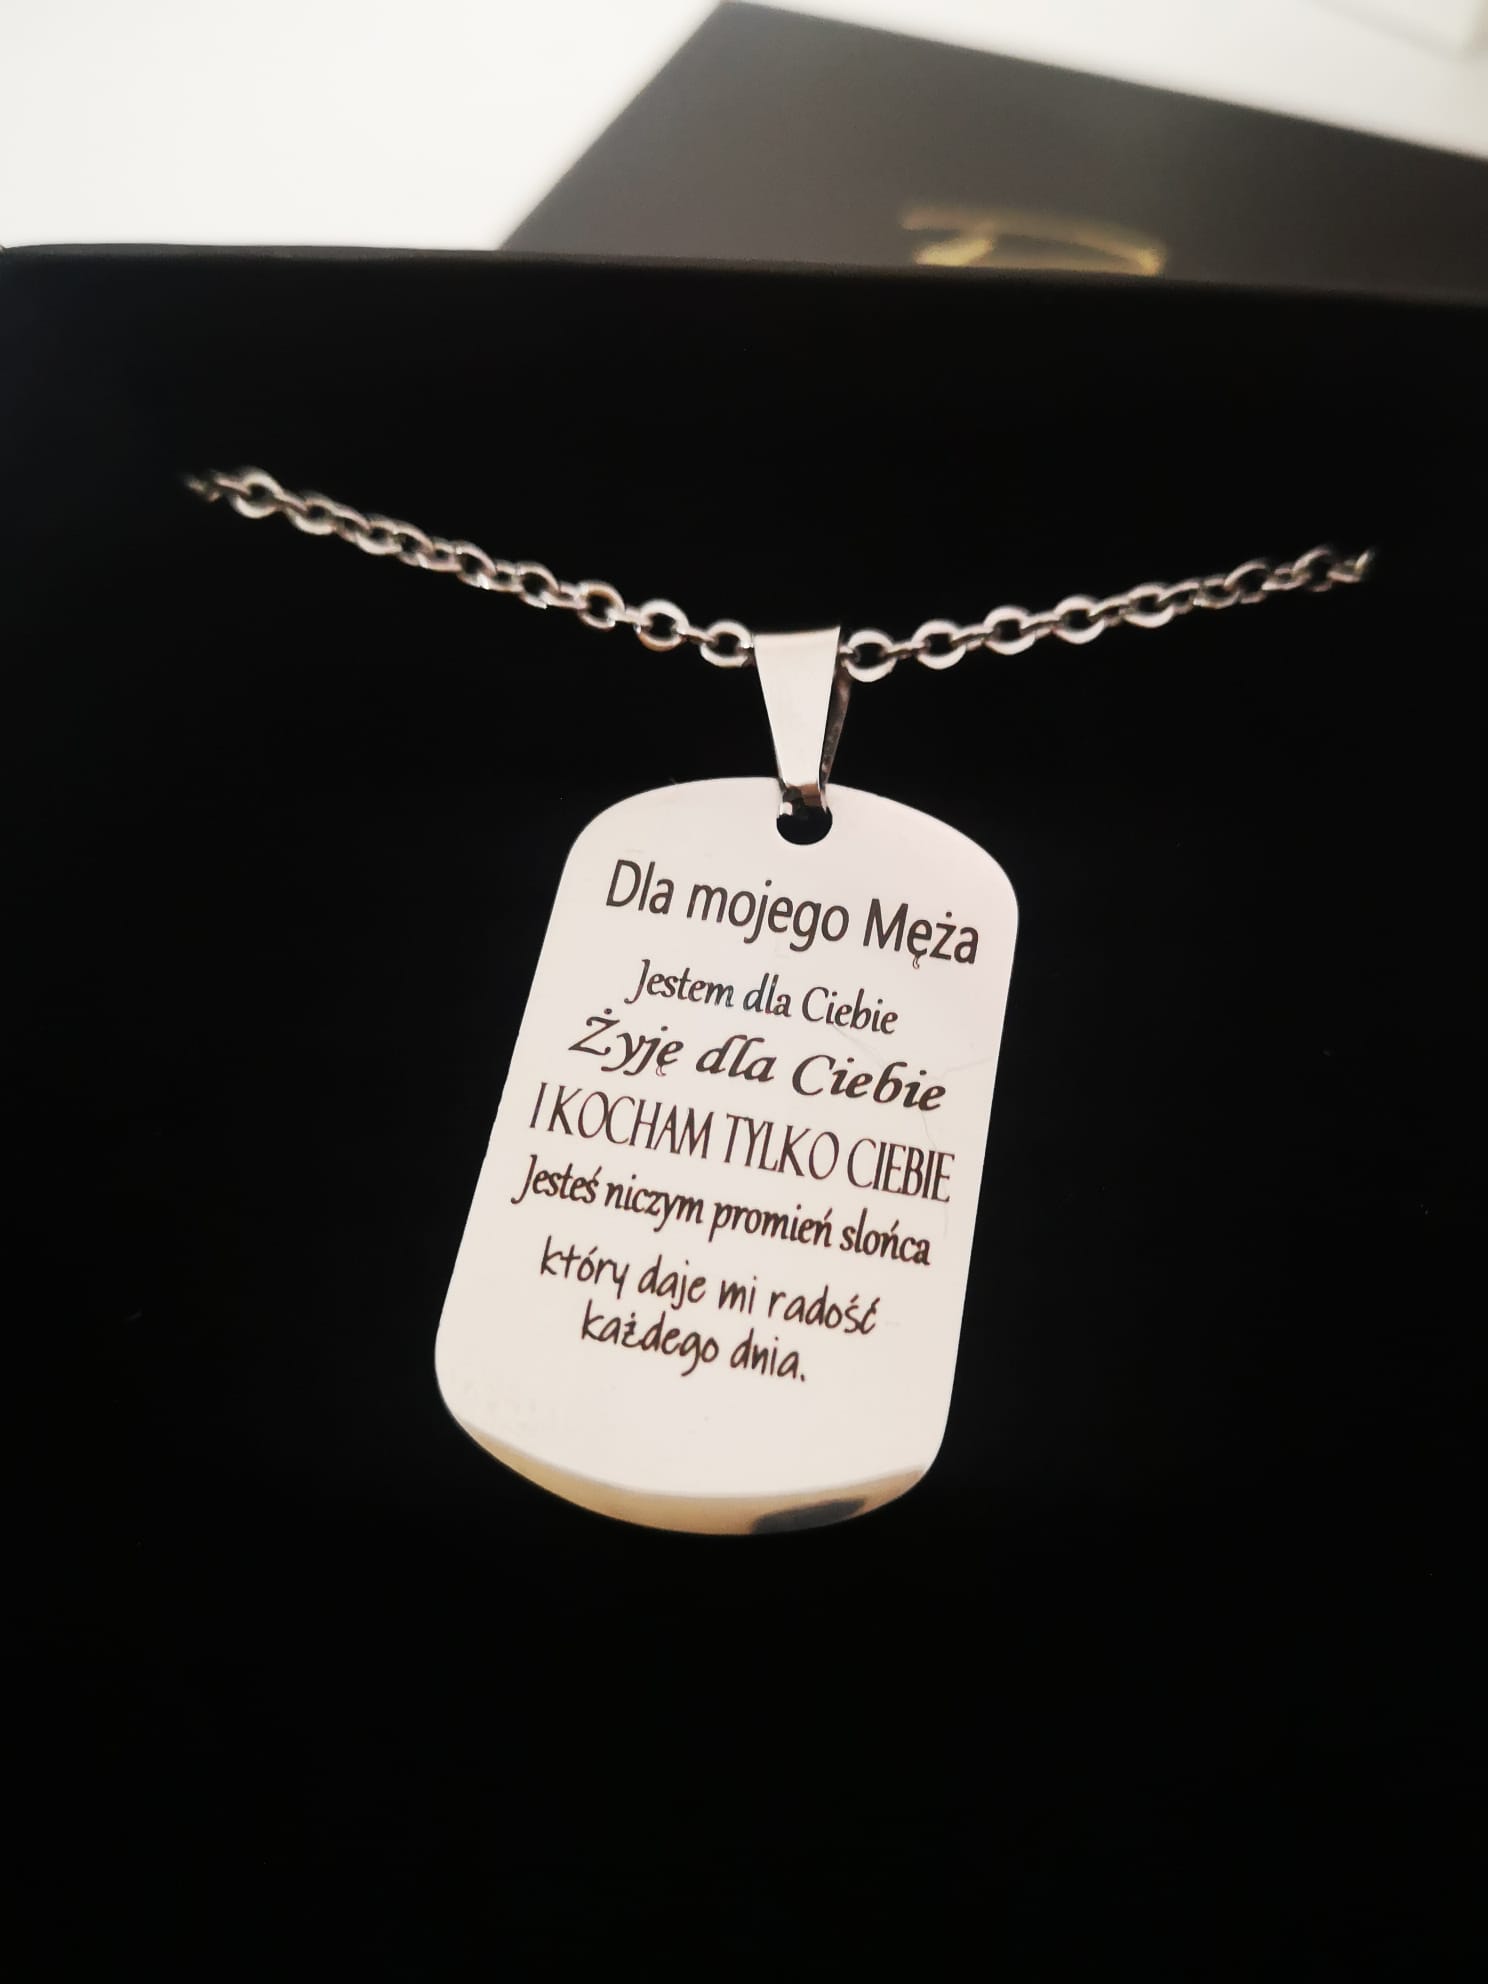 Dla mojego Męża
Jestem dla Ciebie
Żyję dla Ciebie
I KOCHAM TYLKO CIEBIE
Jesteś niczym promień slońca
który daje mi radość
każdego dnia.